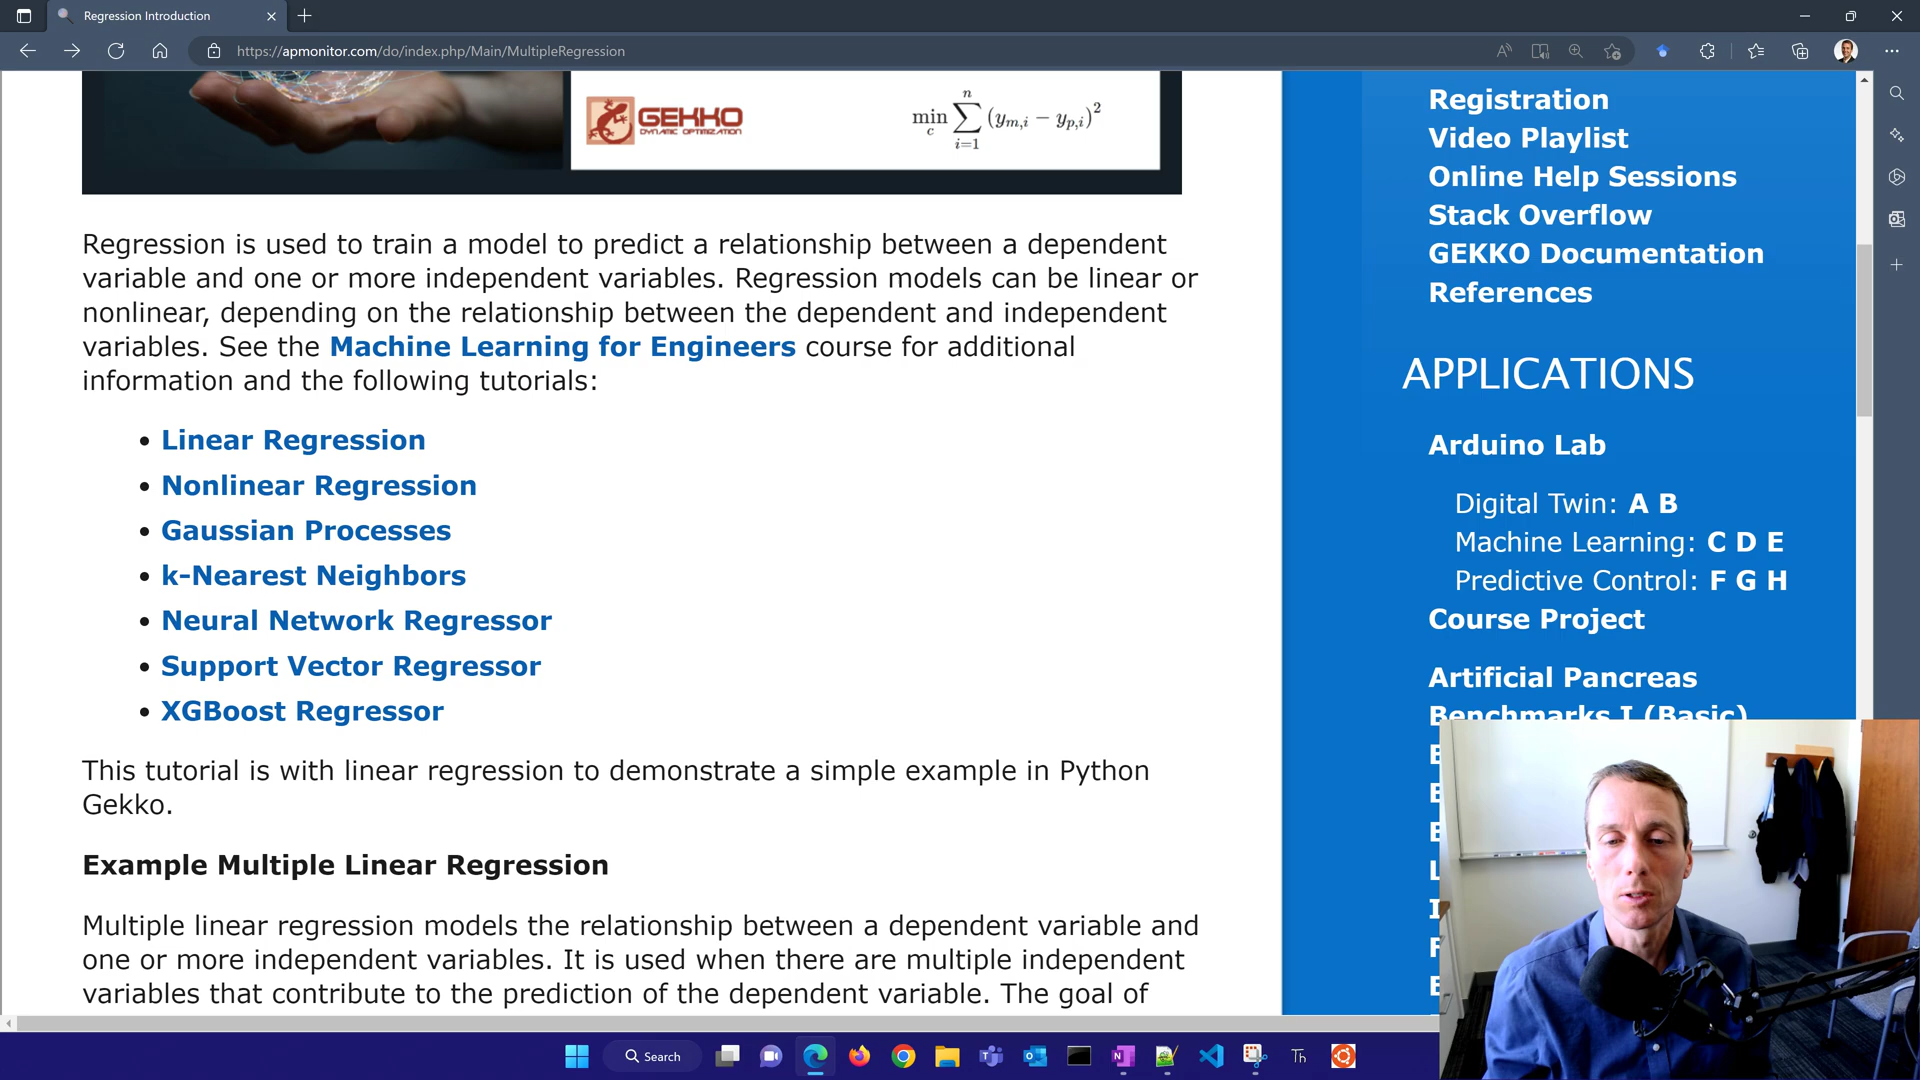 Regression Introduction
https://apmonitor.com/do/index.php/Main/MultipleRegression
GEKKO
DYNAMIC OPTIMIZATION
min c ∑ i=1 n (y m,i − y p,i)²
Regression is used to train a model to predict a relationship between a dependent
variable and one or more independent variables. Regression models can be linear or
nonlinear, depending on the relationship between the dependent and independent
variables. See the Machine Learning for Engineers course for additional
information and the following tutorials:
• Linear Regression
• Nonlinear Regression
• Gaussian Processes
• k-Nearest Neighbors
• Neural Network Regressor
• Support Vector Regressor
• XGBoost Regressor
This tutorial is with linear regression to demonstrate a simple example in Python
Gekko.
Example Multiple Linear Regression
Multiple linear regression models the relationship between a dependent variable and
one or more independent variables. It is used when there are multiple independent
variables that contribute to the prediction of the dependent variable. The goal of
Registration
Video Playlist
Online Help Sessions
Stack Overflow
GEKKO Documentation
References
APPLICATIONS
Arduino Lab
Digital Twin: A B
Machine Learning: C D E
Predictive Control: F G H
Course Project
Artificial Pancreas
Benchmarks I (Basic)
Search
Th